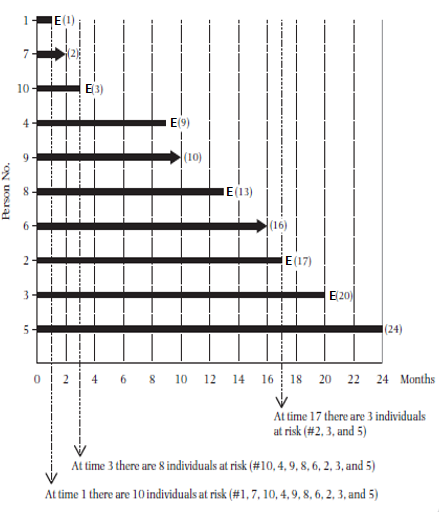 1 E(1)
7 (2)
10 E(3)
4 E(9)
9 (10)
8 E(13)
6 (16)
2 E(17)
3 E(20)
5 (24)
Person No.
0 2 4 6 8 10 12 14 16 18 20 22 24 Months
At time 17 there are 3 individuals
at risk (#2, 3, and 5)
At time 3 there are 8 individuals at risk (#10, 4, 9, 8, 6, 2, 3, and 5)
At time 1 there are 10 individuals at risk (#1, 7, 10, 4, 9, 8, 6, 2, 3, and 5)